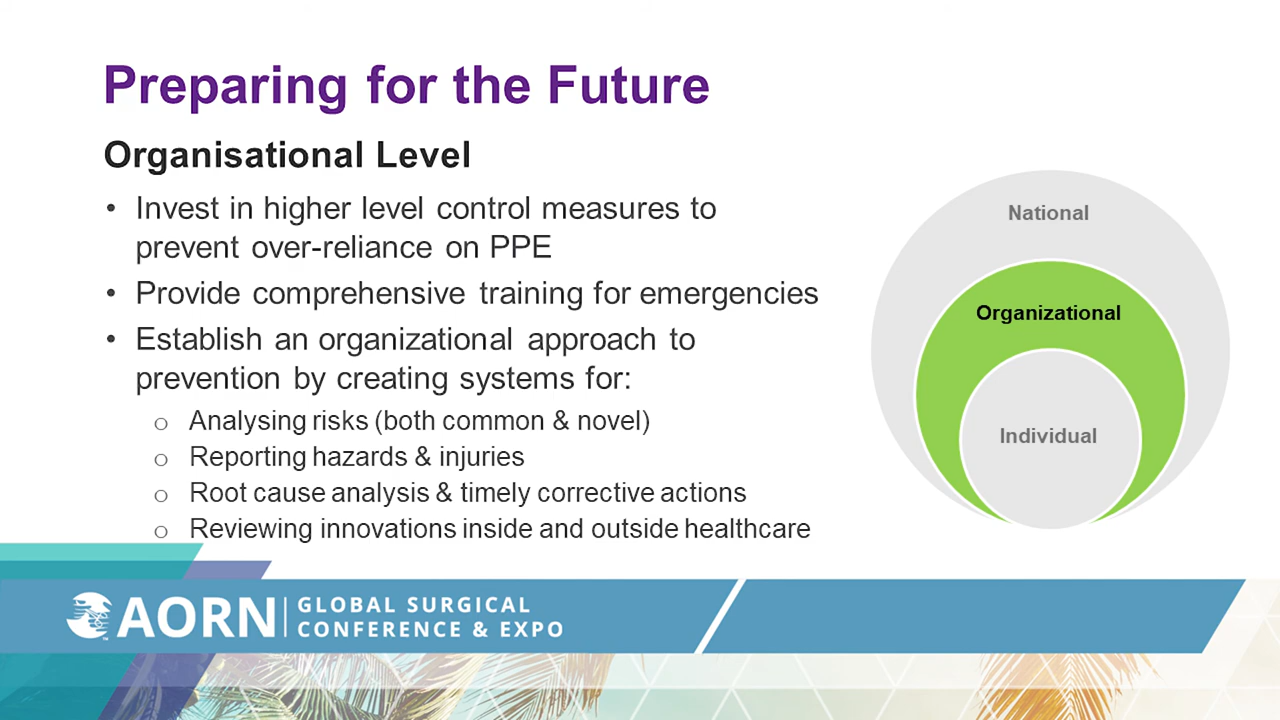 Preparing for the Future
Organisational Level
• Invest in higher level control measures to
prevent over-reliance on PPE
• Provide comprehensive training for emergencies
• Establish an organizational approach to
prevention by creating systems for:
o Analysing risks (both common & novel)
o Reporting hazards & injuries
o Root cause analysis & timely corrective actions
o Reviewing innovations inside and outside healthcare
National
Organizational
Individual
AORN
GLOBAL SURGICAL
CONFERENCE & EXPO